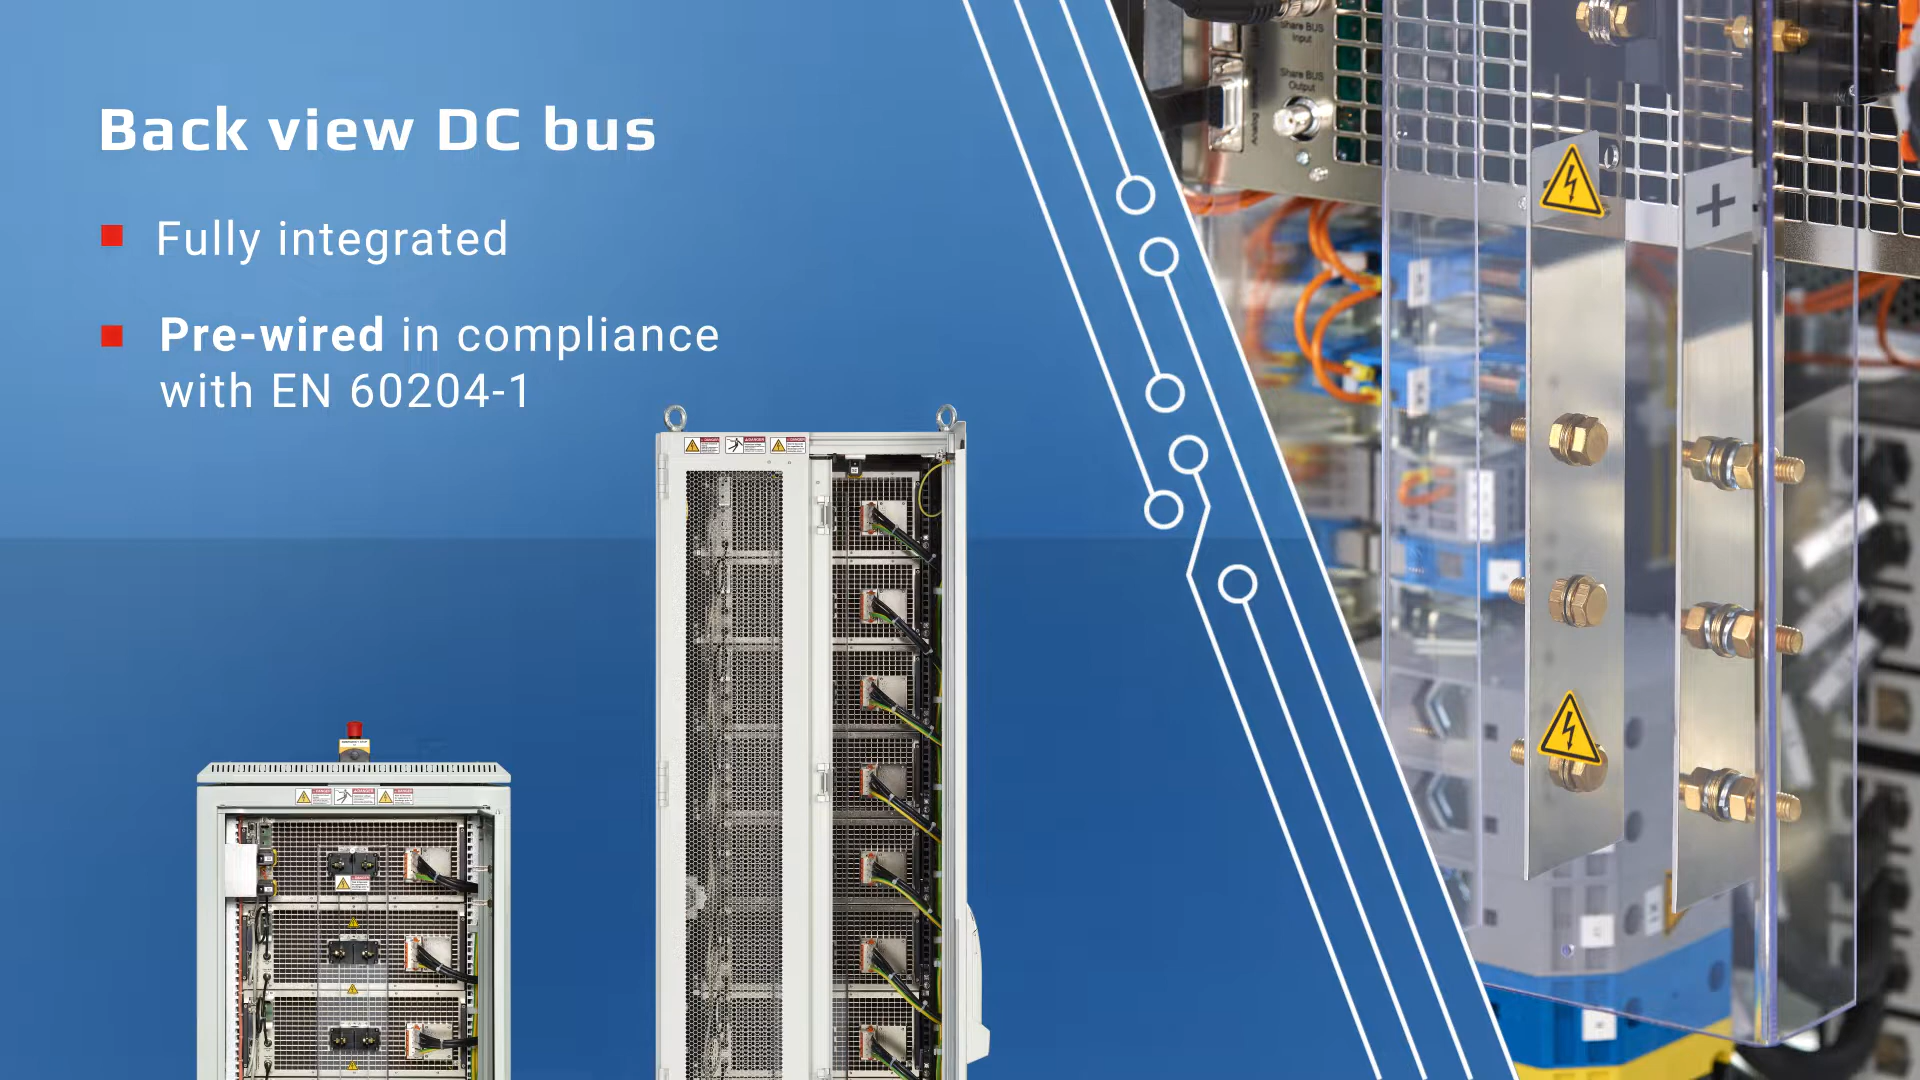 Back view DC bus
Fully integrated
Pre-wired in compliance
with EN 60204-1
Share BUS
Input
Share BUS
Output
+